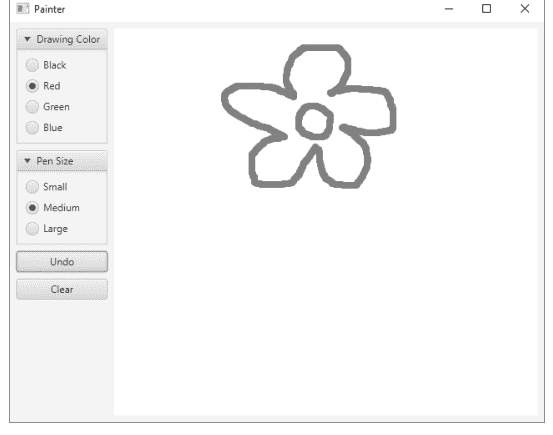 Painter
Drawing Color
Black
Red
Green
Blue
Pen Size
Small
Medium
Large
Undo
Clear